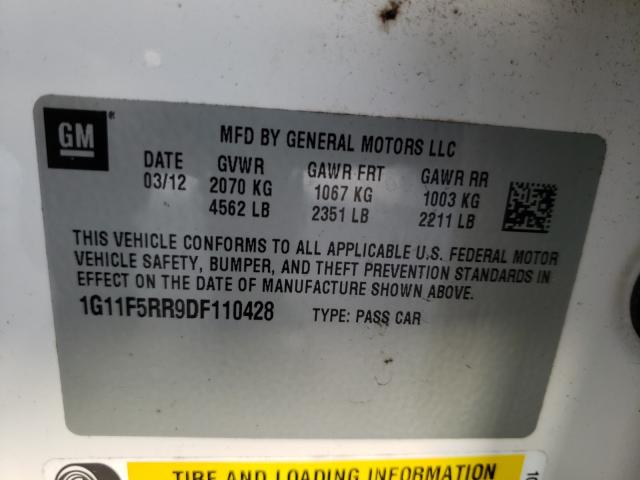 GM
MFD BY GENERAL MOTORS LLC
DATE GVWR GAWR FRT GAWR RR
03/12 2070 KG 1067 KG 1003 KG
4562 LB 2351 LB 2211 LB
THIS VEHICLE CONFORMS TO ALL APPLICABLE U.S. FEDERAL MOTOR
VEHICLE SAFETY, BUMPER, AND THEFT PREVENTION STANDARDS IN
EFFECT ON THE DATE OF MANUFACTURE SHOWN ABOVE.
1G11F5RR9DF110428 TYPE: PASS CAR
TIRE AND LOADING INFORMATION